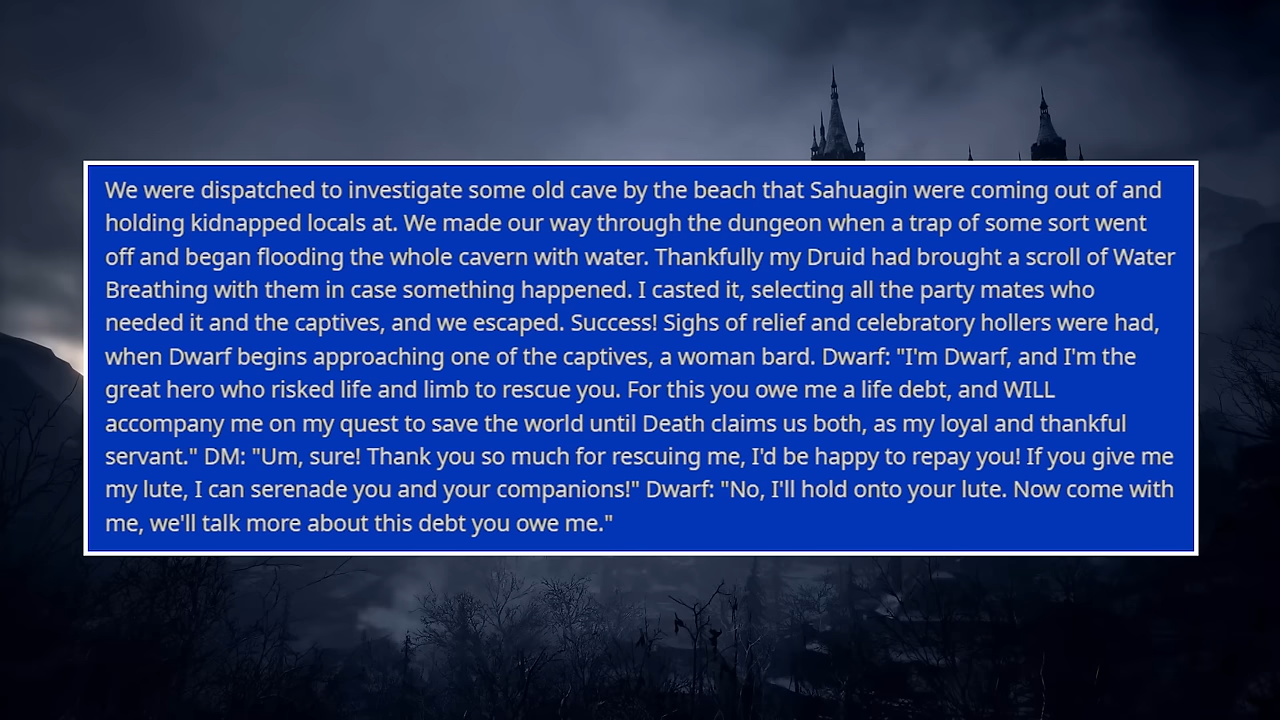 We were dispatched to investigate some old cave by the beach that Sahuagin were coming out of and
holding kidnapped locals at. We made our way through the dungeon when a trap of some sort went
off and began flooding the whole cavern with water. Thankfully my Druid had brought a scroll of Water
Breathing with them in case something happened. I casted it, selecting all the party mates who
needed it and the captives, and we escaped. Success! Sighs of relief and celebratory hollers were had,
when Dwarf begins approaching one of the captives, a woman bard. Dwarf: "I'm Dwarf, and I'm the
great hero who risked life and limb to rescue you. For this you owe me a life debt, and WILL
accompany me on my quest to save the world until Death claims us both, as my loyal and thankful
servant." DM: "Um, sure! Thank you so much for rescuing me, I'd be happy to repay you! If you give me
my lute, I can serenade you and your companions!" Dwarf: "No, I'll hold onto your lute. Now come with
me, we'll talk more about this debt you owe me."